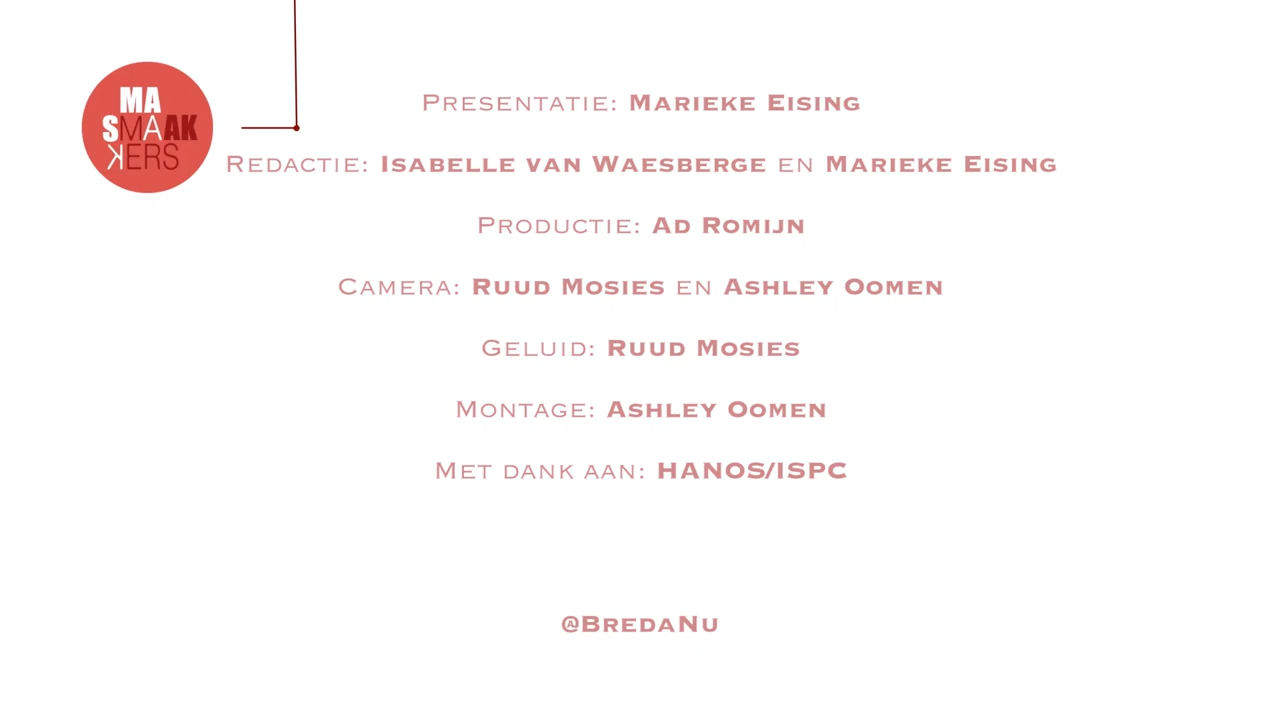 MA
SMAAK
KERS
Presentatie: Marieke Eising
Redactie: Isabelle van Waesberge en Marieke Eising
Productie: Ad Romijn
Camera: Ruud Mosies en Ashley Oomen
Geluid: Ruud Mosies
Montage: Ashley Oomen
Met dank aan: HANOS/ISPC
@BredaNu